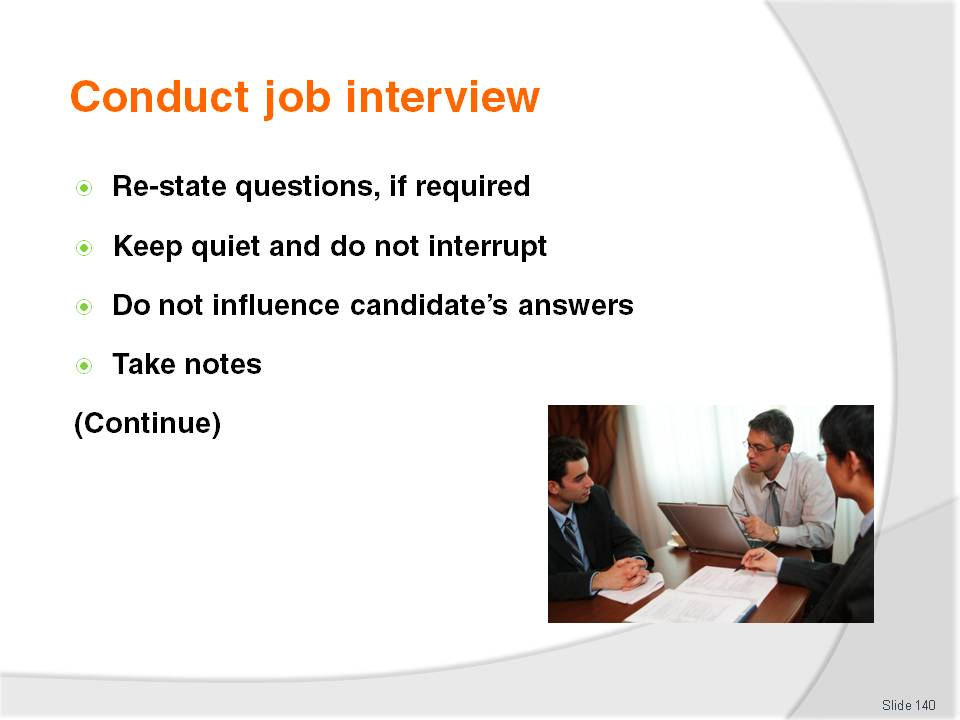 Conduct job interview
Re-state questions, if required
Keep quiet and do not interrupt
Do not influence candidate’s answers
Take notes
(Continue)
Slide 140